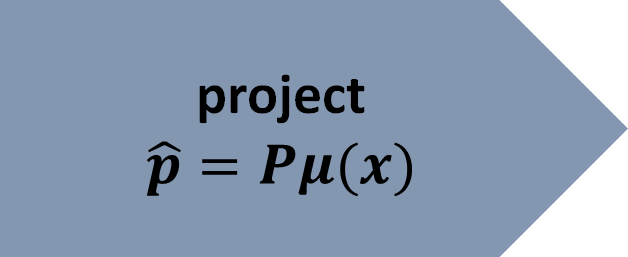 project
p̂ = Pμ(x)